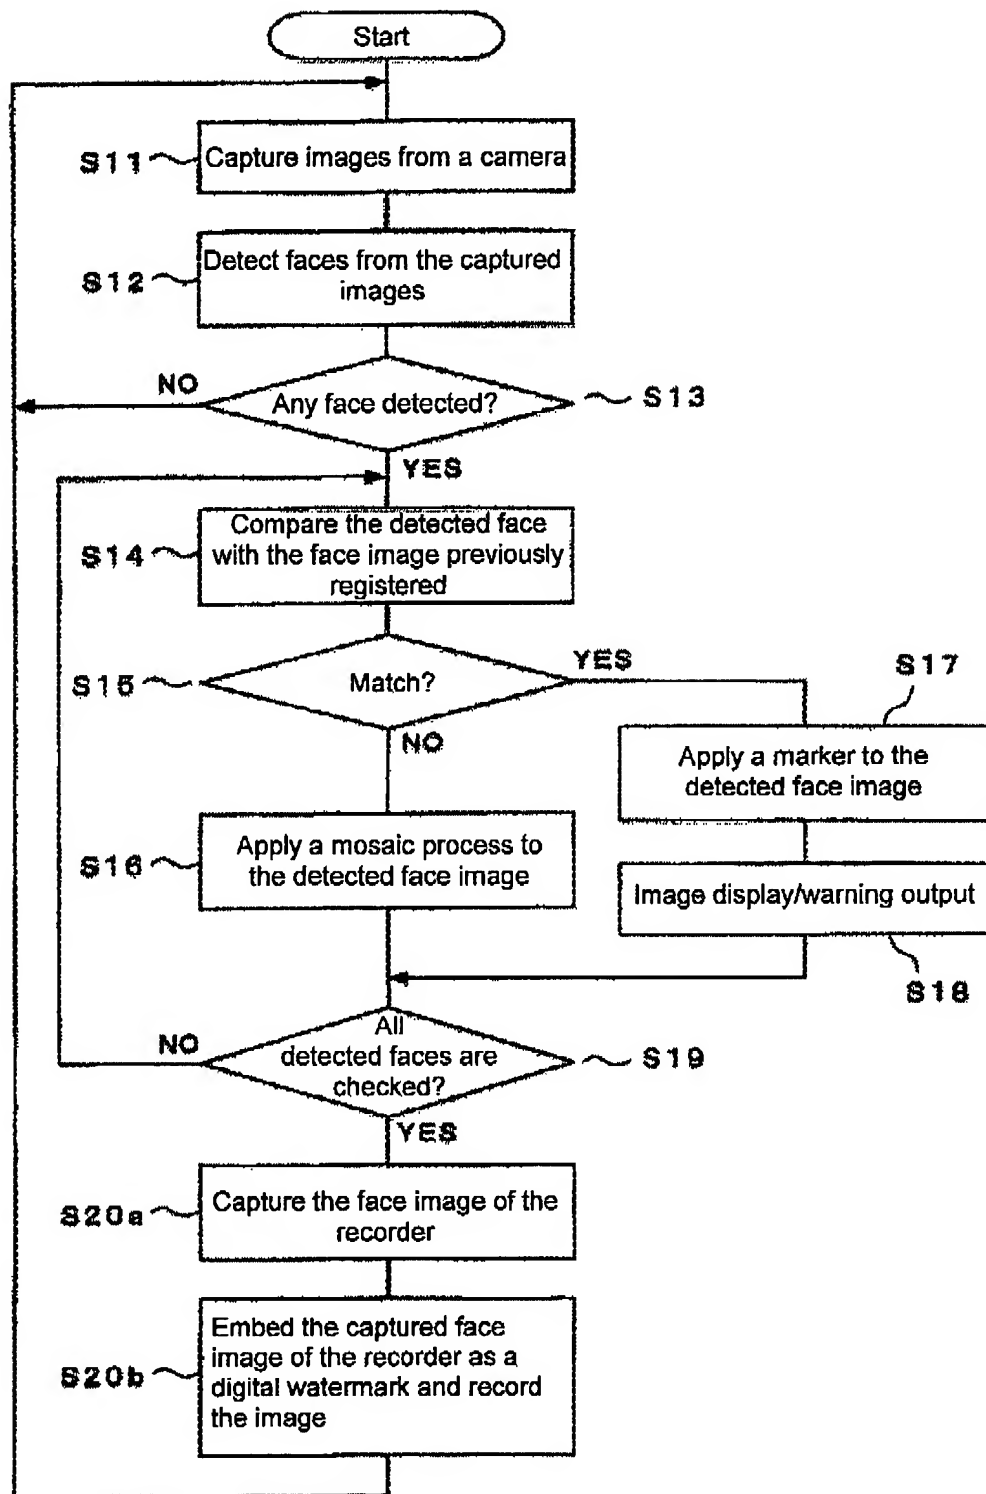 Start
S11
Capture images from a camera
S12
Detect faces from the captured
images
NO
Any face detected?
S13
YES
S14
Compare the detected face
with the face image previously
registered
S15
Match?
YES
NO
S17
Apply a marker to the
detected face image
S16
Apply a mosaic process to
the detected face image
Image display/warning output
S18
NO
All
detected faces are
checked?
S19
YES
S20a
Capture the face image of the
recorder
S20b
Embed the captured face
image of the recorder as a
digital watermark and record
the image